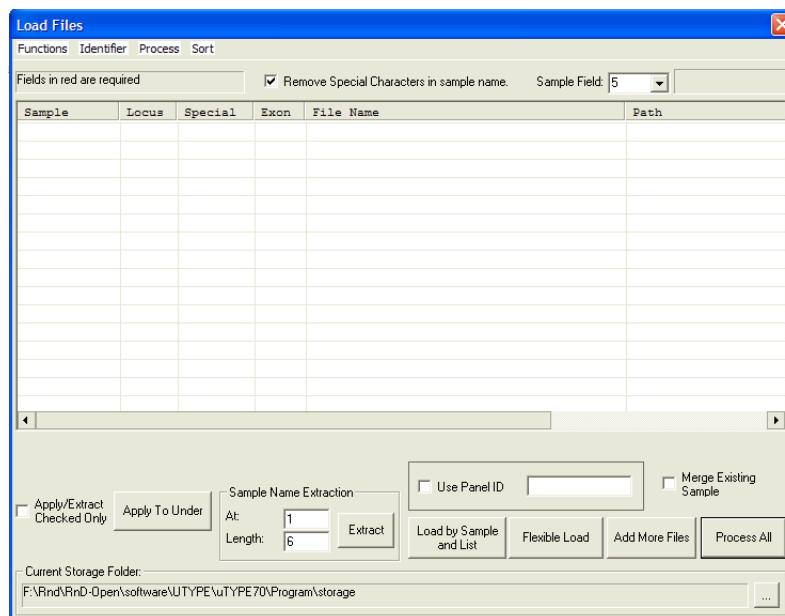 Load Files
Functions Identifier Process Sort
Fields in red are required
Remove Special Characters in sample name.
Sample Field: 5
Sample Locus Special Exon File Name Path
Apply/Extract
Checked Only
Apply To Under
Sample Name Extraction
At: 1
Length: 6
Extract
Use Panel ID
Merge Existing
Sample
Load by Sample
and List
Flexible Load
Add More Files
Process All
Current Storage Folder:
F:\Rnd\RnD-Open\software\UTYPE\uTYPE70\Program\storage
...